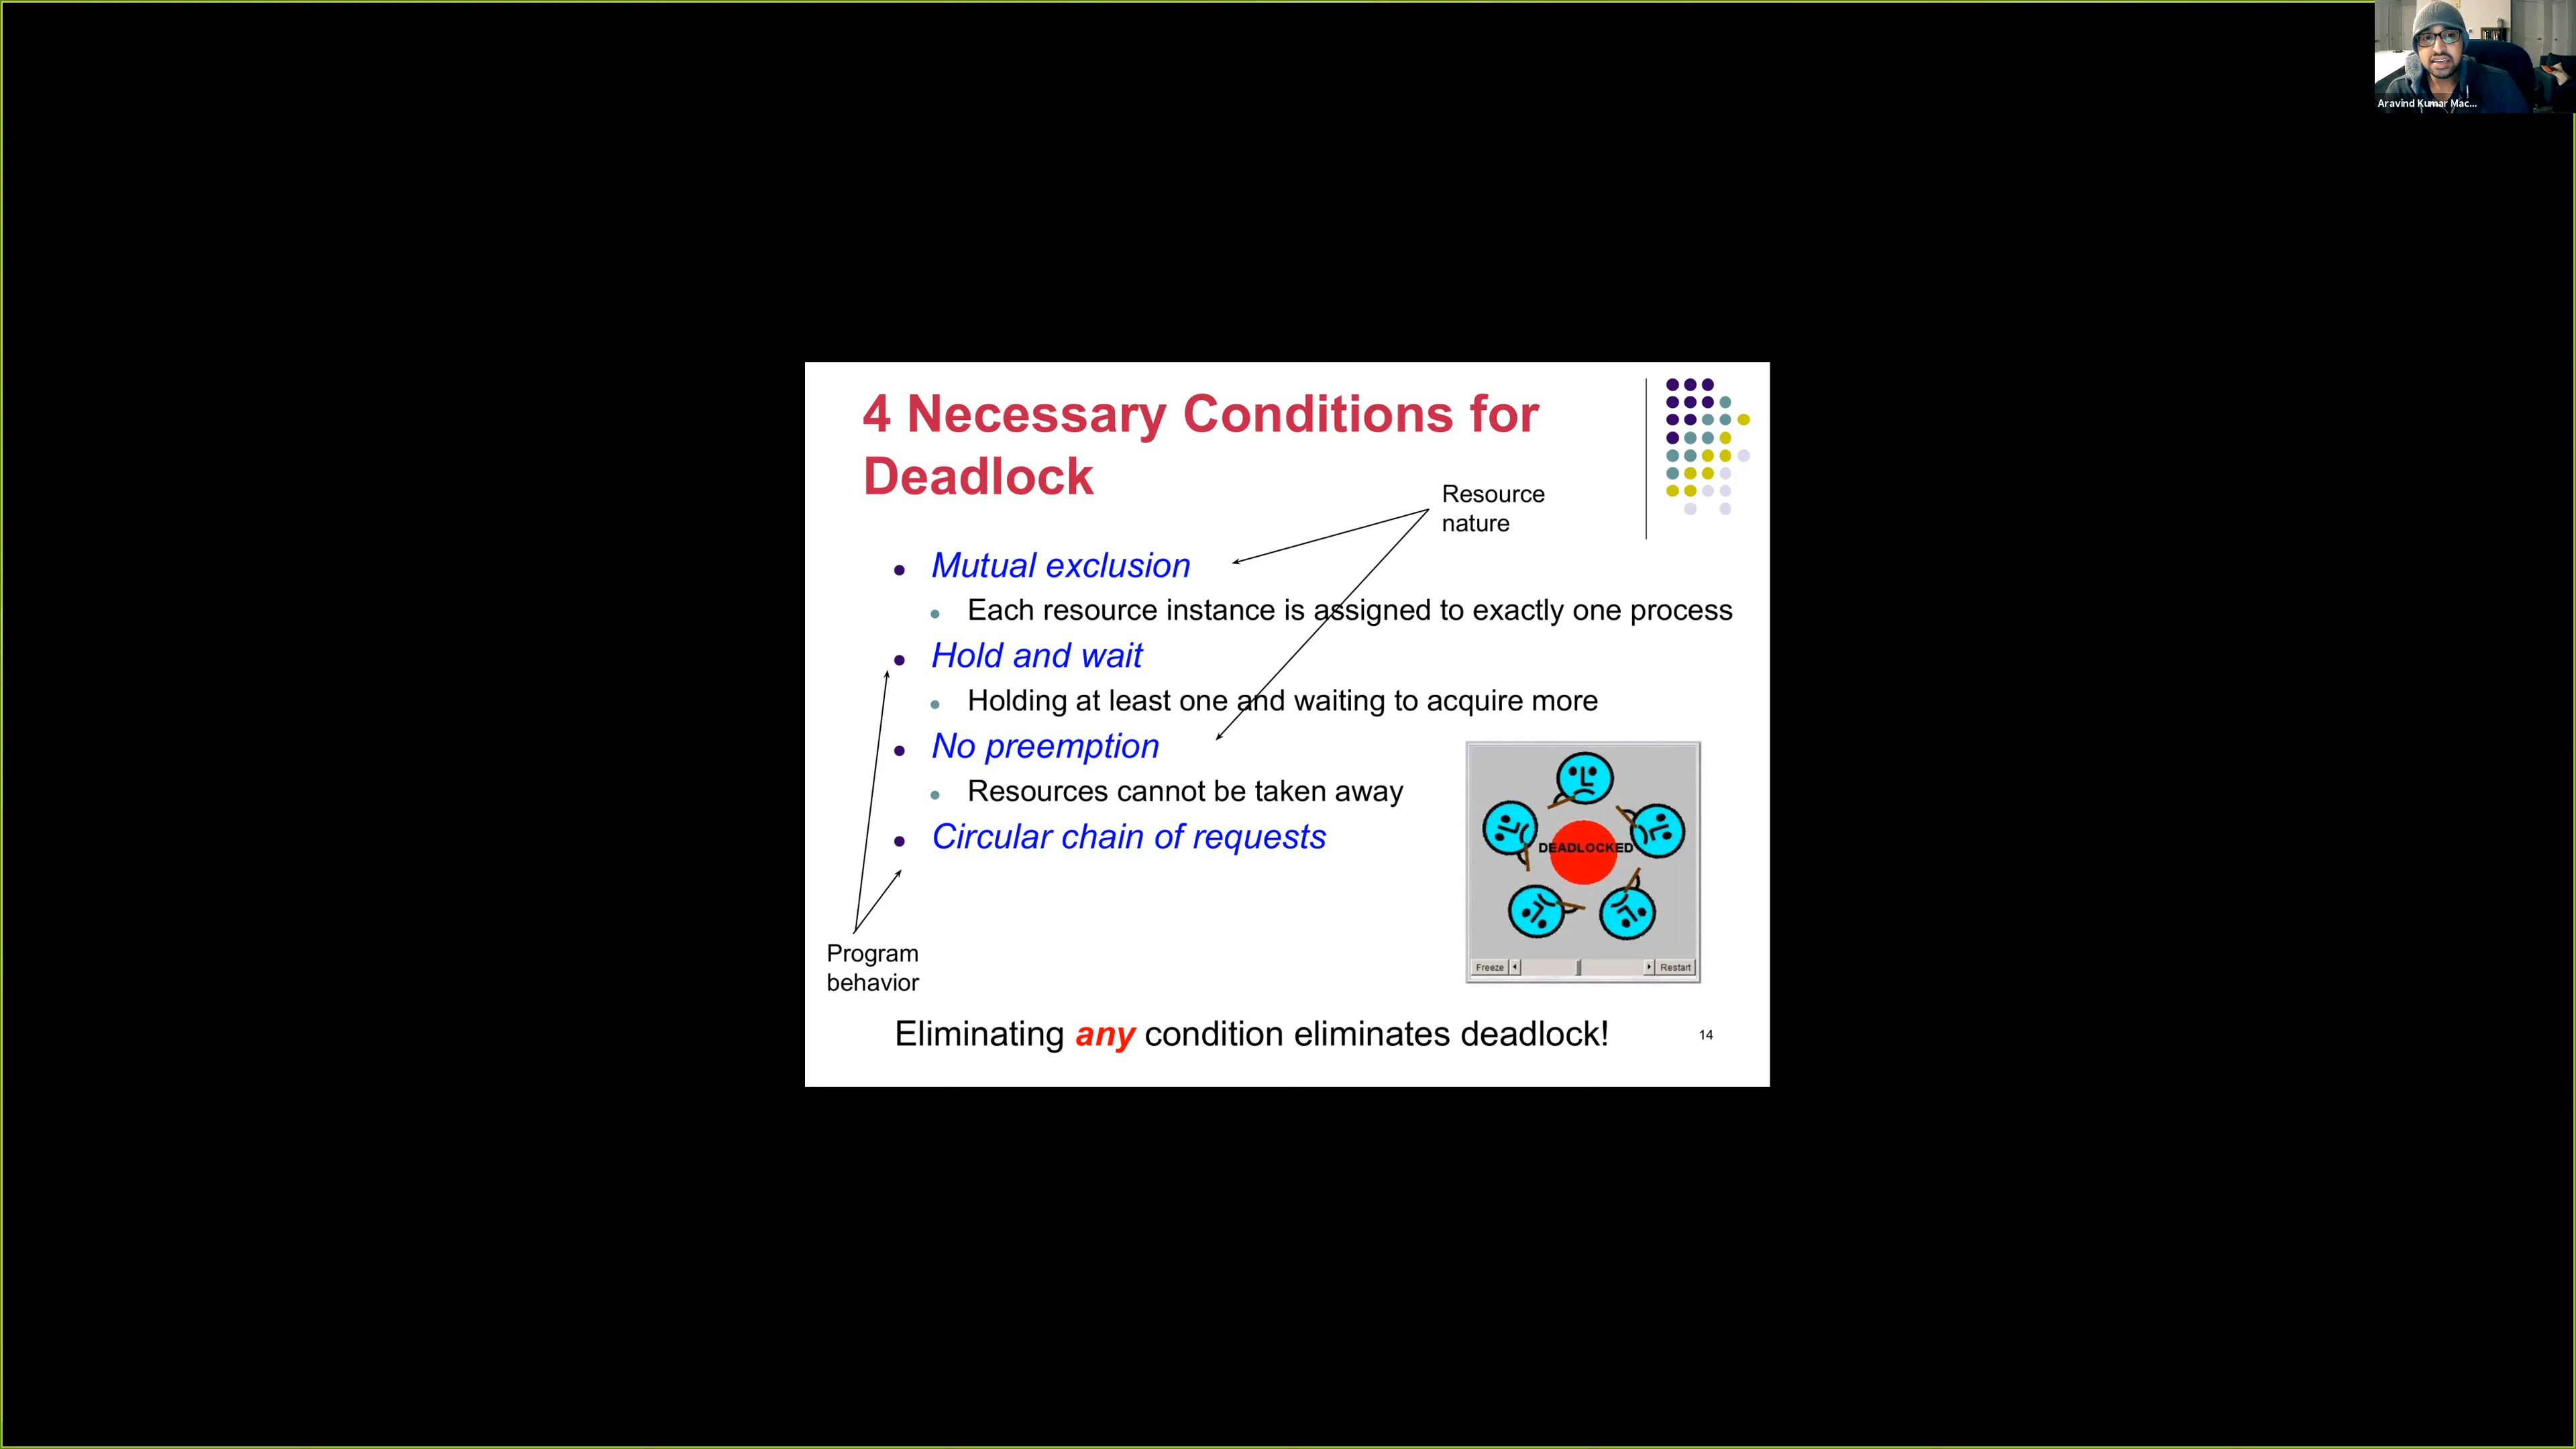 Aravind Kumar Mac...
4 Necessary Conditions for
Deadlock
Resource
nature
Mutual exclusion
Each resource instance is assigned to exactly one process
Hold and wait
Holding at least one and waiting to acquire more
No preemption
Resources cannot be taken away
Circular chain of requests
DEADLOCKED
Freeze
Restart
Program
behavior
Eliminating any condition eliminates deadlock!
14